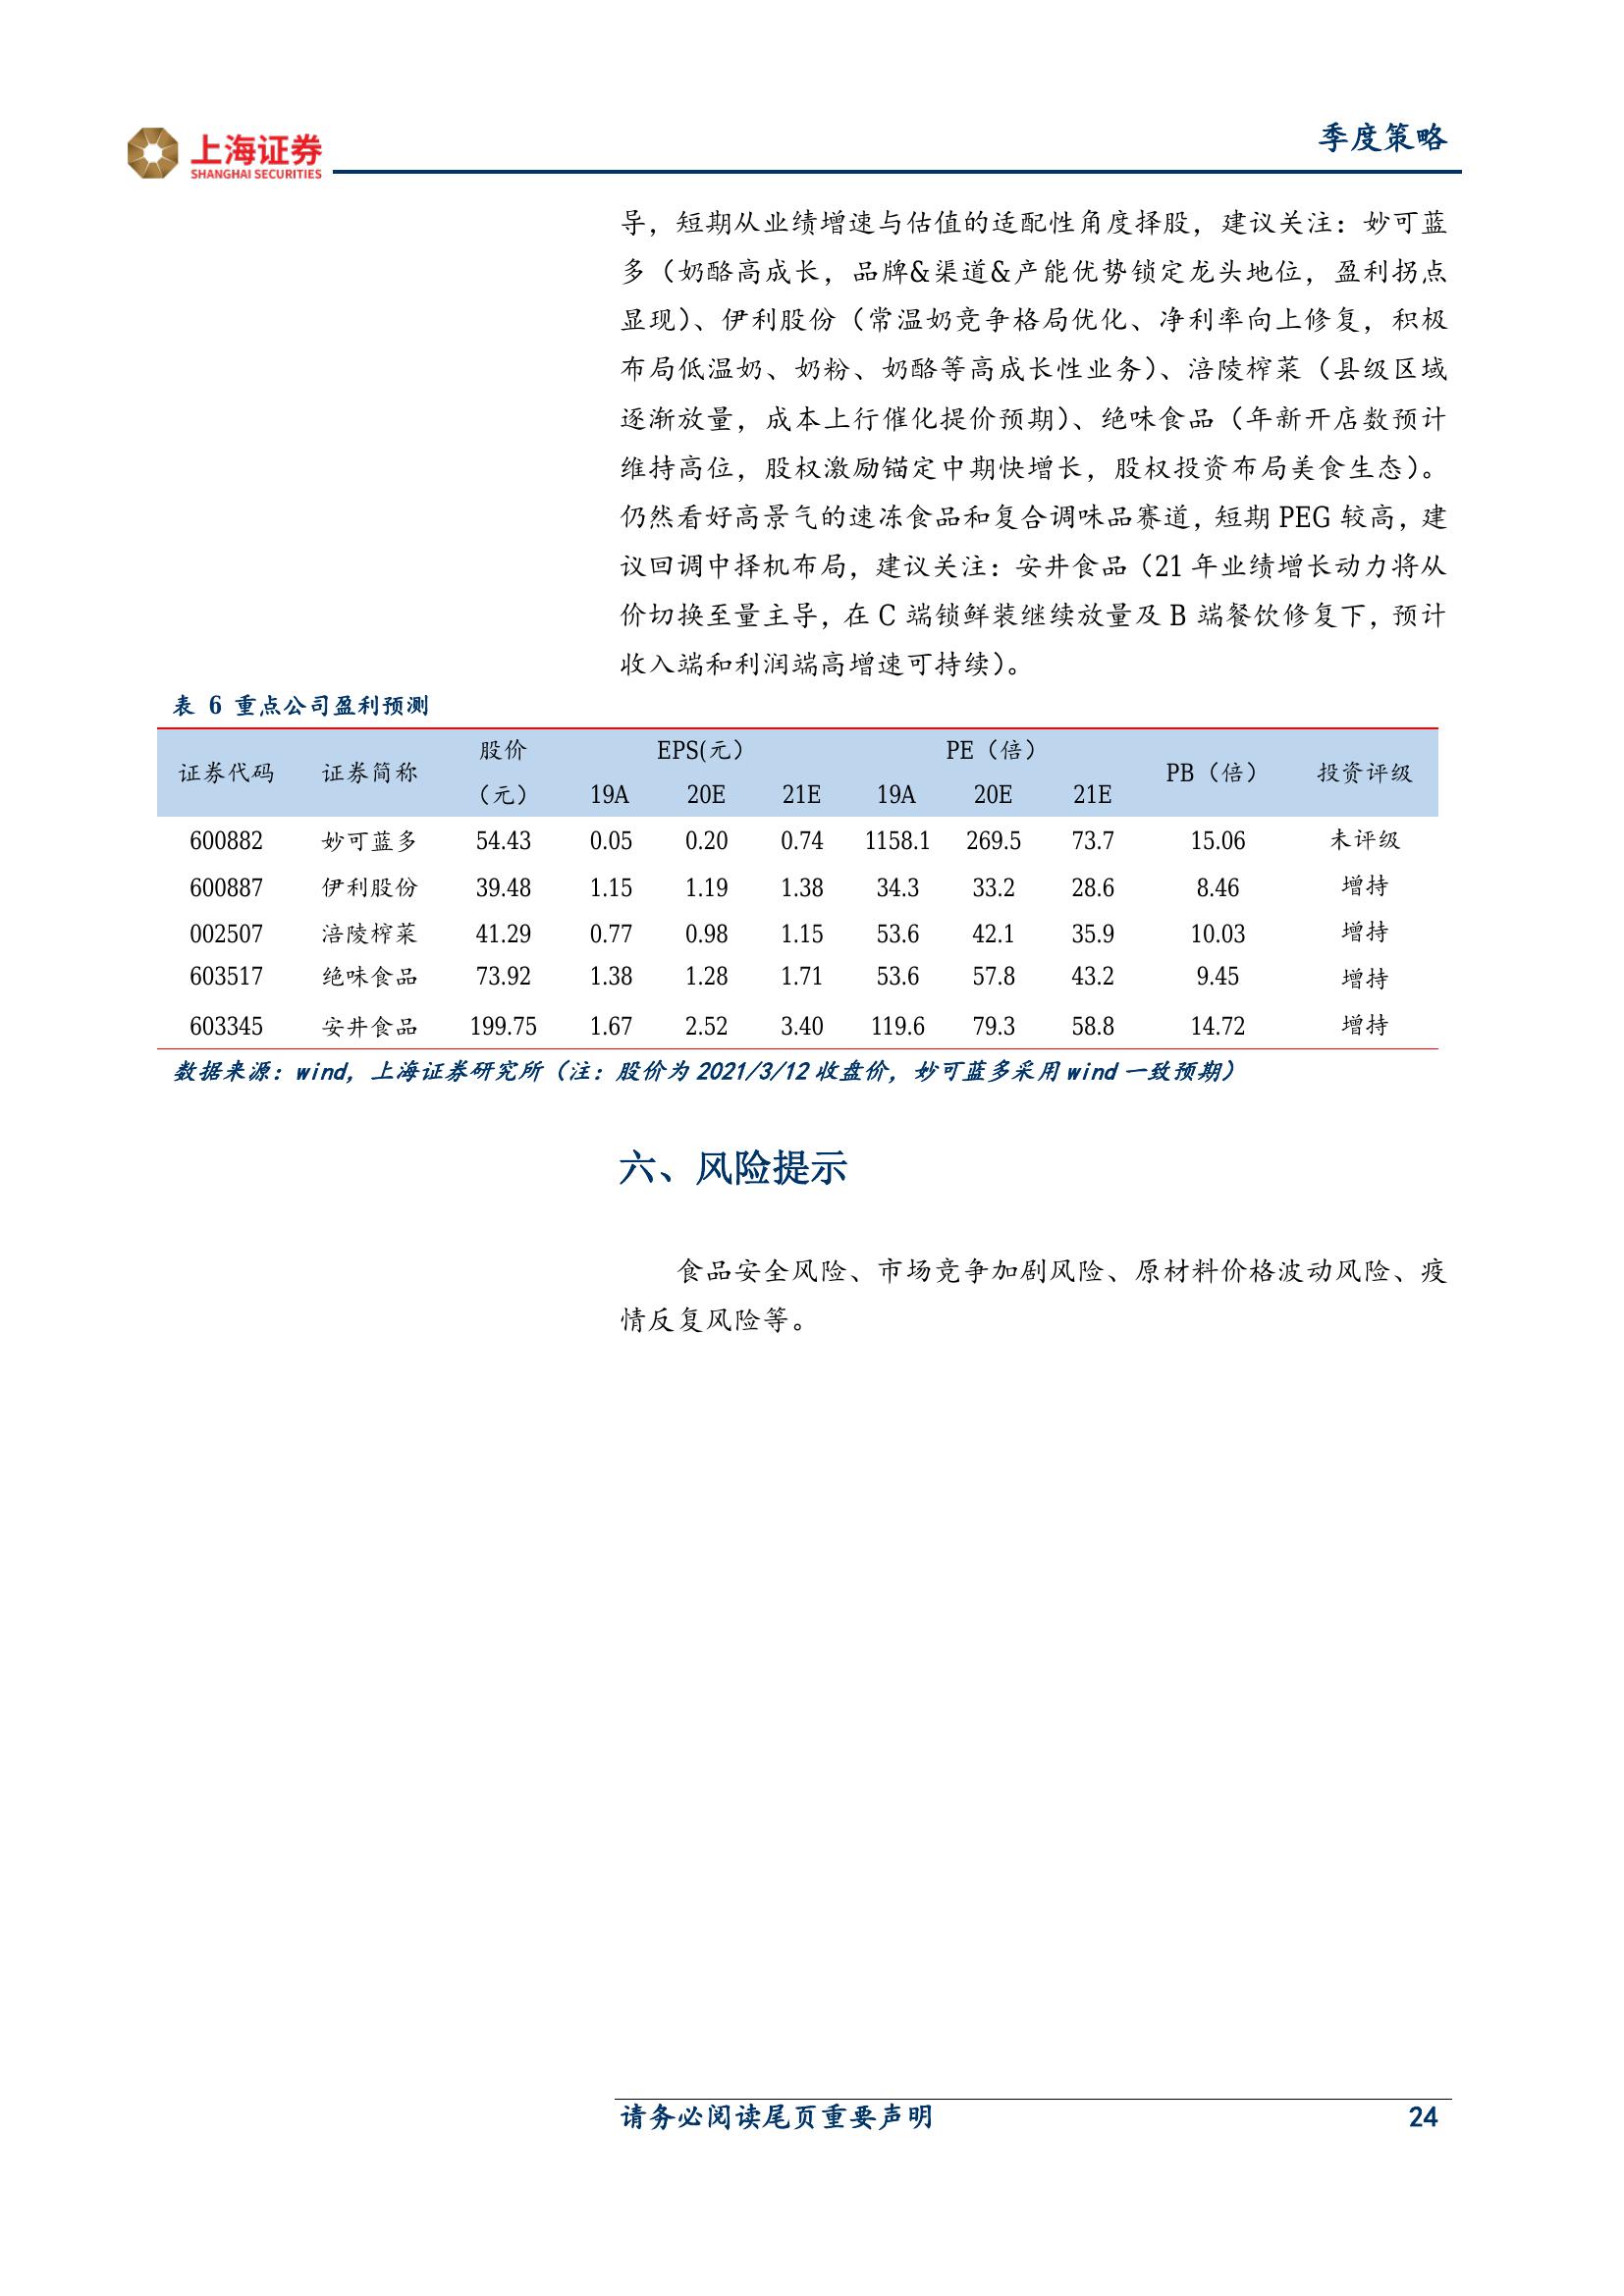 上海证券
SHANGHAI SECURITIES
季度策略
导，短期从业绩增速与估值的适配性角度择股，建议关注：妙可蓝
多（奶酪高成长，品牌&渠道&产能优势锁定龙头地位，盈利拐点
显现）、伊利股份（常温奶竞争格局优化、净利率向上修复，积极
布局低温奶、奶粉、奶酪等高成长性业务）、涪陵榨菜（县级区域
逐渐放量，成本上行催化提价预期）、绝味食品（年新开店数预计
维持高位，股权激励锚定中期快增长，股权投资布局美食生态）。
仍然看好高景气的速冻食品和复合调味品赛道，短期 PEG 较高，建
议回调中择机布局，建议关注：安井食品（21 年业绩增长动力将从
价切换至量主导，在 C 端锁鲜装继续放量及 B 端餐饮修复下，预计
收入端和利润端高增速可持续）。
表 6 重点公司盈利预测
证券代码 证券简称 股价（元） EPS(元） PE（倍） PB（倍） 投资评级
19A 20E 21E 19A 20E 21E
600882 妙可蓝多 54.43 0.05 0.20 0.74 1158.1 269.5 73.7 15.06 未评级
600887 伊利股份 39.48 1.15 1.19 1.38 34.3 33.2 28.6 8.46 增持
002507 涪陵榨菜 41.29 0.77 0.98 1.15 53.6 42.1 35.9 10.03 增持
603517 绝味食品 73.92 1.38 1.28 1.71 53.6 57.8 43.2 9.45 增持
603345 安井食品 199.75 1.67 2.52 3.40 119.6 79.3 58.8 14.72 增持
数据来源：wind，上海证券研究所（注：股价为 2021/3/12 收盘价，妙可蓝多采用 wind 一致预期）
六、风险提示
食品安全风险、市场竞争加剧风险、原材料价格波动风险、疫
情反复风险等。
请务必阅读尾页重要声明
24